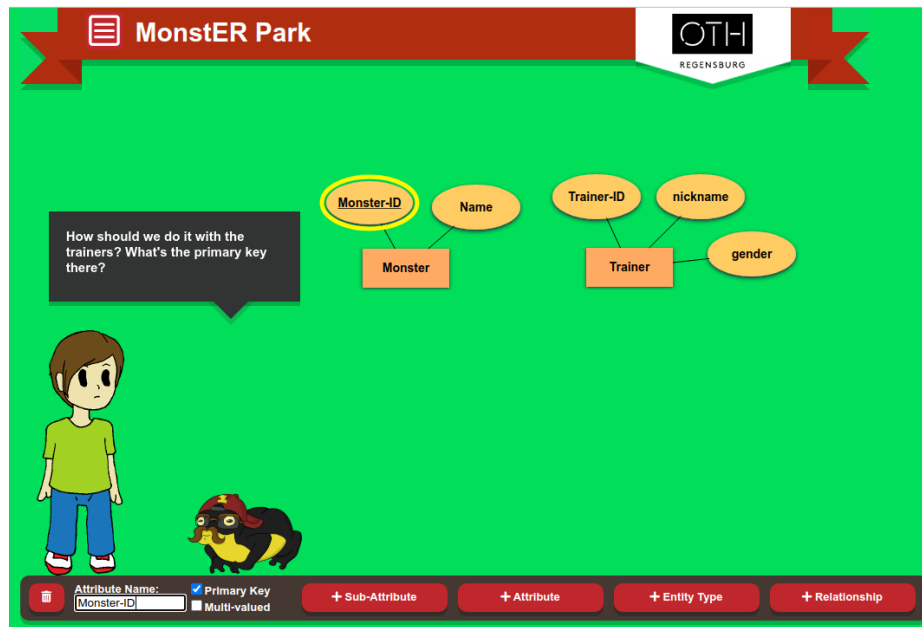 MonstER Park
OTH
REGENSBURG
Monster-ID
Name
Trainer-ID
nickname
gender
Monster
Trainer
How should we do it with the
trainers? What's the primary key
there?
Attribute Name:
Monster-ID
Primary Key
Multi-valued
+ Sub-Attribute
+ Attribute
+ Entity Type
+ Relationship